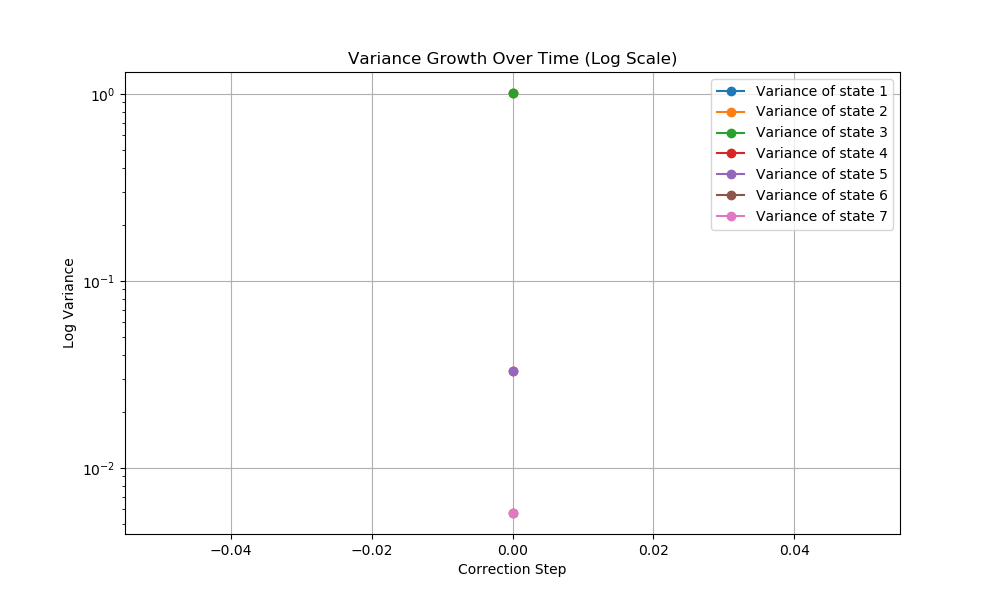 Variance Growth Over Time (Log Scale)
Variance of state 1
Variance of state 2
Variance of state 3
Variance of state 4
Variance of state 5
Variance of state 6
Variance of state 7
10⁰
10⁻¹
10⁻²
Log Variance
−0.04
−0.02
0.00
0.02
0.04
Correction Step